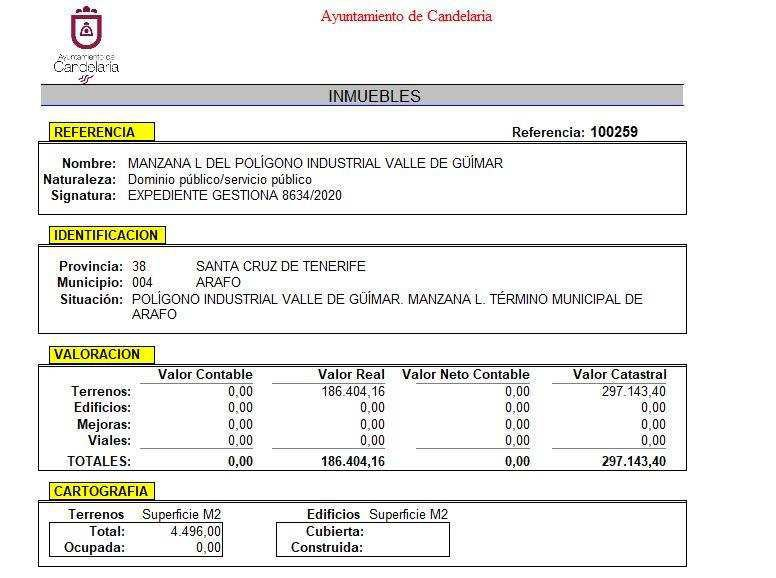 Ayuntamiento de Candelaria
Ayuntamiento de
Candelaria
INMUEBLES
REFERENCIA
Referencia: 100259
Nombre: MANZANA L DEL POLÍGONO INDUSTRIAL VALLE DE GÜÍMAR
Naturaleza: Dominio público/servicio público
Signatura: EXPEDIENTE GESTIONA 8634/2020
IDENTIFICACION
Provincia: 38 SANTA CRUZ DE TENERIFE
Municipio: 004 ARAFO
Situación: POLÍGONO INDUSTRIAL VALLE DE GÜÍMAR. MANZANA L. TÉRMINO MUNICIPAL DE
ARAFO
VALORACION
Valor Contable Valor Real Valor Neto Contable Valor Catastral
Terrenos: 0,00 186.404,16 0,00 297.143,40
Edificios: 0,00 0,00 0,00 0,00
Mejoras: 0,00 0,00 0,00 0,00
Viales: 0,00 0,00 0,00 0,00
TOTALES: 0,00 186.404,16 0,00 297.143,40
CARTOGRAFIA
Terrenos Superficie M2 Edificios Superficie M2
Total: 4.496,00 Cubierta:
Ocupada: 0,00 Construida: